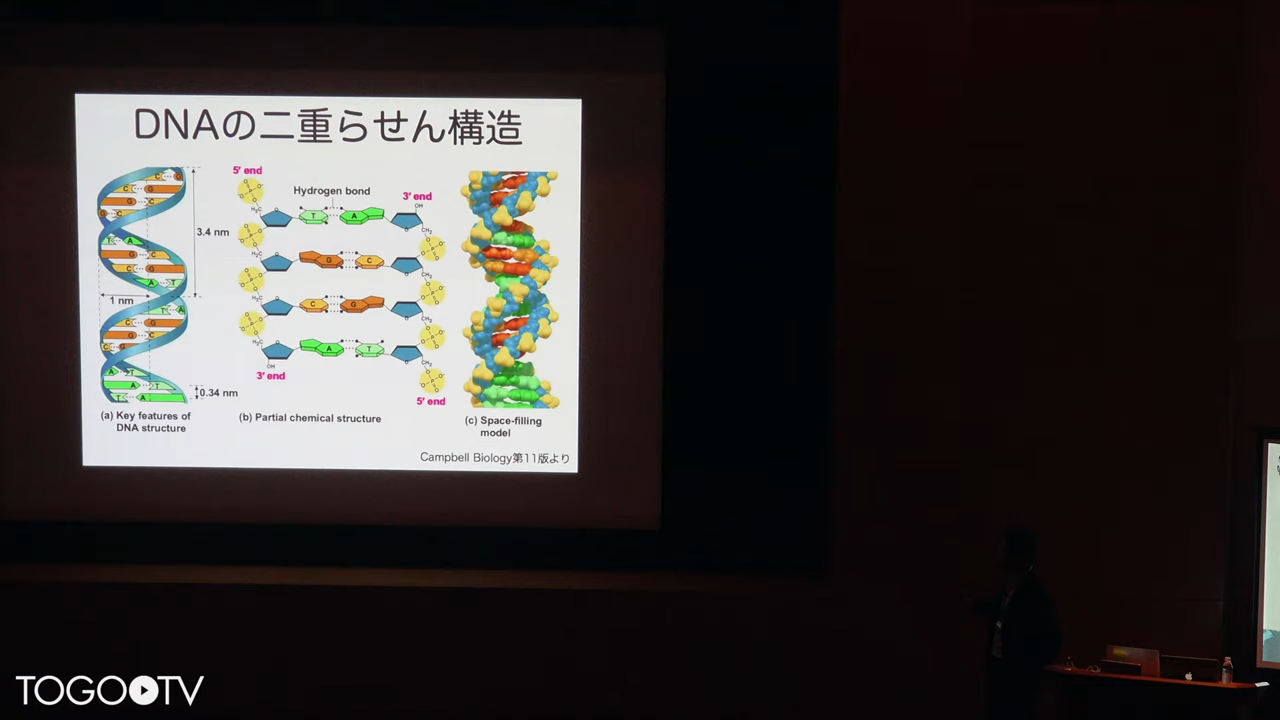 DNAの二重らせん構造
5′ end
Hydrogen bond
3′ end
3.4 nm
1 nm
0.34 nm
T A
G C
C G
A T
OH
3′ end
5′ end
(a) Key features of
DNA structure
(b) Partial chemical structure
(c) Space-filling
model
Campbell Biology第11版より
TOGO TV